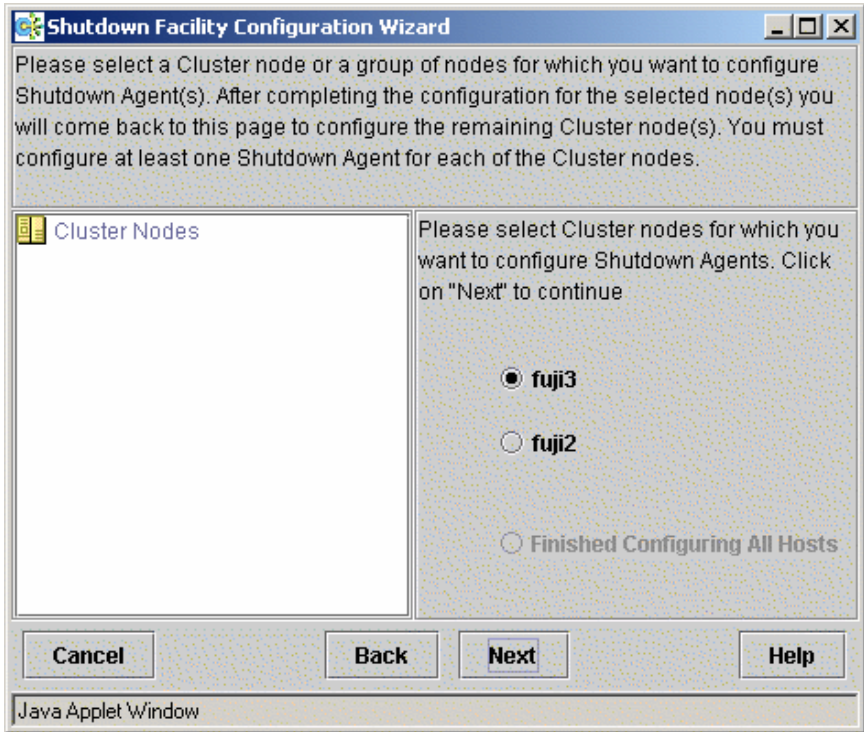 Shutdown Facility Configuration Wizard
Please select a Cluster node or a group of nodes for which you want to configure
Shutdown Agent(s). After completing the configuration for the selected node(s) you
will come back to this page to configure the remaining Cluster node(s). You must
configure at least one Shutdown Agent for each of the Cluster nodes.
Cluster Nodes
Please select Cluster nodes for which you
want to configure Shutdown Agents. Click
on "Next" to continue
fuji3
fuji2
Finished Configuring All Hosts
Cancel
Back
Next
Help
Java Applet Window